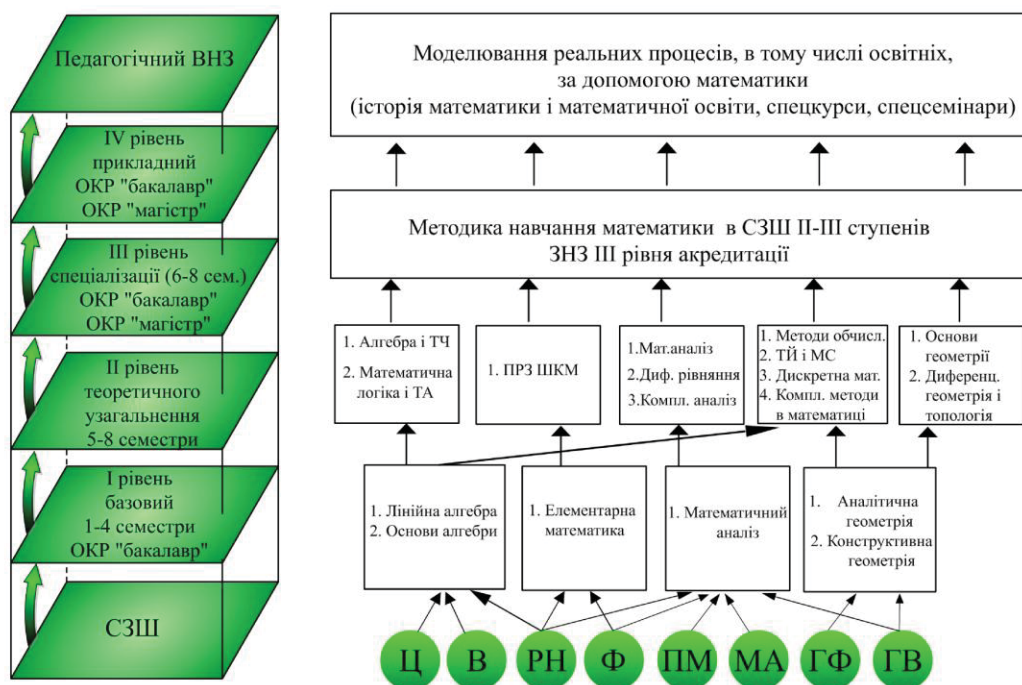 Педагогічний ВНЗ
IV рівень
прикладний
ОКР "бакалавр"
ОКР "магістр"
III рівень
спеціалізації (6-8 сем.)
ОКР "бакалавр"
ОКР "магістр"
II рівень
теоретичного
узагальнення
5-8 семестри
I рівень
базовий
1-4 семестри
ОКР "бакалавр"
СЗШ
Моделювання реальних процесів, в тому числі освітніх,
за допомогою математики
(історія математики і математичної освіти, спецкурси, спецсемінари)
Методика навчання математики в СЗШ II-III ступенів
ЗНЗ III рівня акредитації
1. Алгебра і ТЧ
2. Математична
логіка і ТА
1. ПРЗ ШКМ
1.Мат.аналіз
2.Диф. рівняння
3.Компл. аналіз
1. Методи обчисл.
2. ТЙ і МС
3. Дискретна мат.
4. Компл. методи
в математиці
1. Основи
геометрії
2. Диференц.
геометрія і
топологія
1. Лінійна алгебра
2. Основи алгебри
1. Елементарна
математика
1. Математичний
аналіз
1. Аналітична
геометрія
2. Конструктивна
геометрія
Ц В РН Ф ПМ МА ГФ ГВ